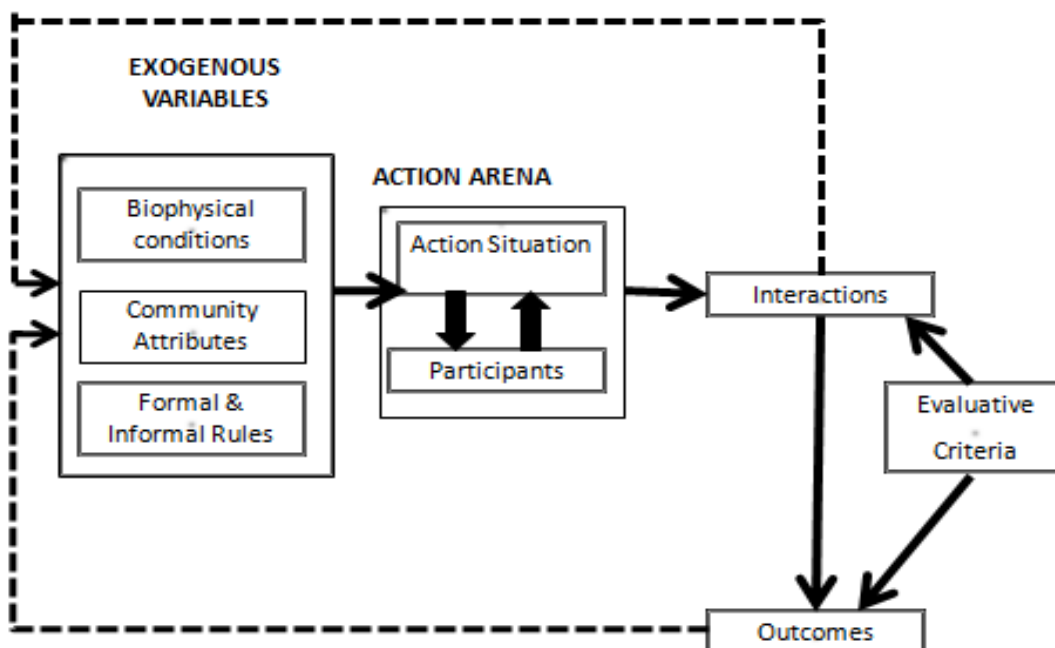 EXOGENOUS
VARIABLES
Biophysical
conditions
Community
Attributes
Formal &
Informal Rules
ACTION ARENA
Action Situation
Participants
Interactions
Evaluative
Criteria
Outcomes